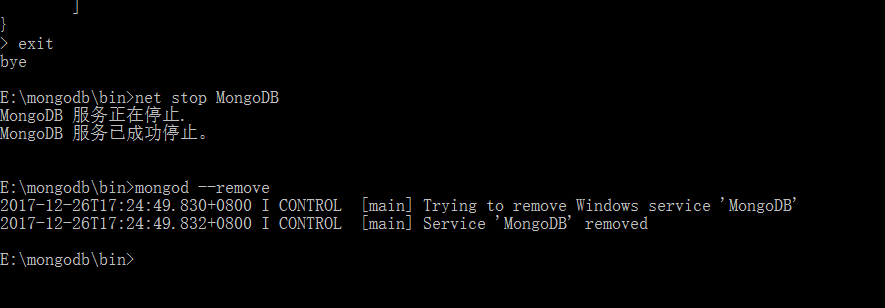 ]
}
> exit
bye
E:\mongodb\bin>net stop MongoDB
MongoDB 服务正在停止.
MongoDB 服务已成功停止。
E:\mongodb\bin>mongod --remove
2017-12-26T17:24:49.830+0800 I CONTROL  [main] Trying to remove Windows service 'MongoDB'
2017-12-26T17:24:49.832+0800 I CONTROL  [main] Service 'MongoDB' removed
E:\mongodb\bin>